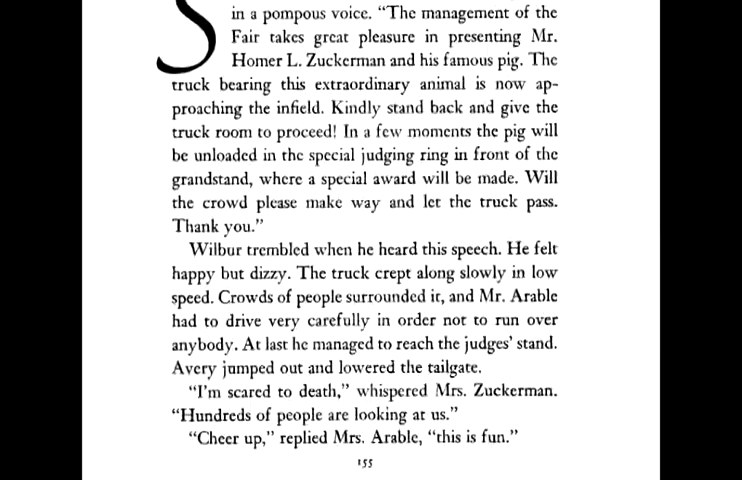 S
in a pompous voice. “The management of the
Fair takes great pleasure in presenting Mr.
Homer L. Zuckerman and his famous pig. The
truck bearing this extraordinary animal is now ap-
proaching the infield. Kindly stand back and give the
truck room to proceed! In a few moments the pig will
be unloaded in the special judging ring in front of the
grandstand, where a special award will be made. Will
the crowd please make way and let the truck pass.
Thank you.”
Wilbur trembled when he heard this speech. He felt
happy but dizzy. The truck crept along slowly in low
speed. Crowds of people surrounded it, and Mr. Arable
had to drive very carefully in order not to run over
anybody. At last he managed to reach the judges’ stand.
Avery jumped out and lowered the tailgate.
“I’m scared to death,” whispered Mrs. Zuckerman.
“Hundreds of people are looking at us.”
“Cheer up,” replied Mrs. Arable, “this is fun.”
155